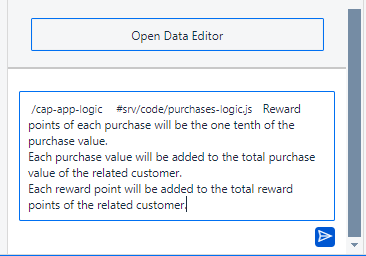 Open Data Editor
/cap-app-logic #srv/code/purchases-logic.js Reward
points of each purchase will be the one tenth of the
purchase value.
Each purchase value will be added to the total purchase
value of the related customer.
Each reward point will be added to the total reward
points of the related customer.